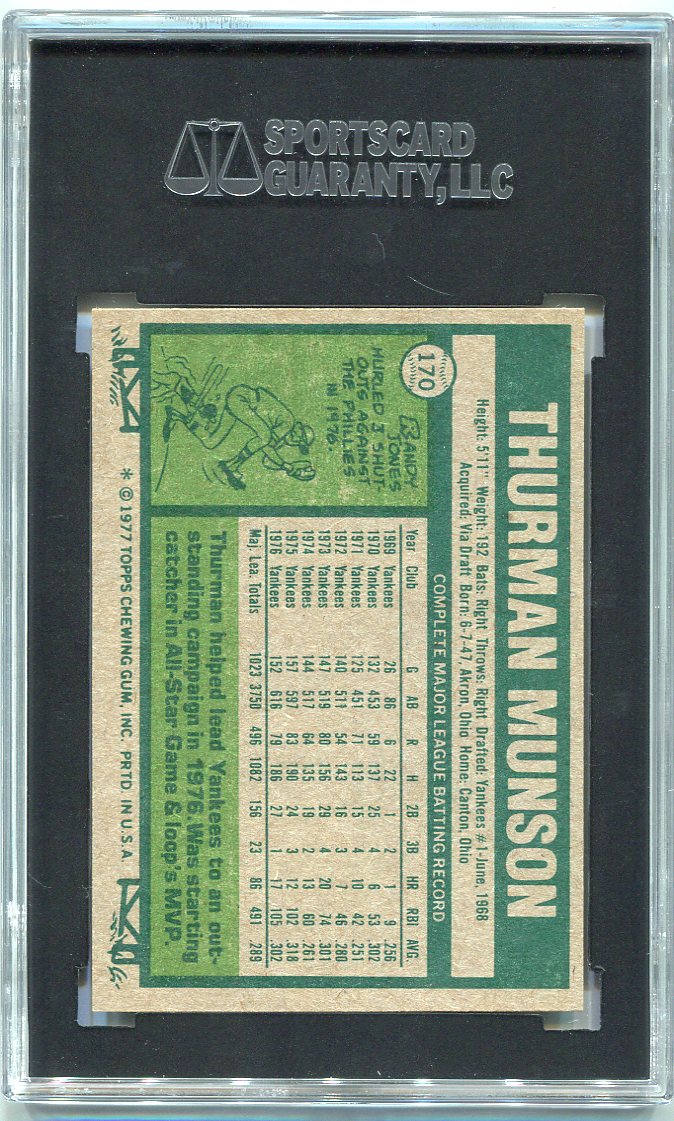 SPORTSCARD
GUARANTY, LLC
THURMAN MUNSON
Height: 5'11" Weight: 192 Bats: Right Throws: Right Drafted: Yankees #1-June, 1968
Acquired: Via Draft Born: 6-7-47, Akron, Ohio Home: Canton, Ohio
170
COMPLETE MAJOR LEAGUE BATTING RECORD
Year Club G AB R H 2B 3B HR RBI AVG.
1969 Yankees 26 86 6 22 1 2 1 9 .256
1970 Yankees 132 453 59 137 25 4 6 53 .302
1971 Yankees 125 451 71 113 15 4 10 42 .251
1972 Yankees 140 511 54 143 16 3 7 46 .280
1973 Yankees 147 519 80 156 29 4 20 74 .301
1974 Yankees 144 517 64 135 19 2 13 60 .261
1975 Yankees 157 597 83 190 24 3 12 102 .318
1976 Yankees 152 616 79 186 27 1 17 105 .302
Maj. Lea. Totals 1023 3750 496 1082 156 23 86 491 .289
RANDY
JONES
HURLED 3 SHUT-
OUTS AGAINST
THE PHILLIES
IN 1976.
Thurman helped lead Yankees to an out-
standing campaign in 1976. Was starting
catcher in All-Star Game & loop's MVP.
* © 1977 TOPPS CHEWING GUM, INC. PRTD. IN U.S.A.